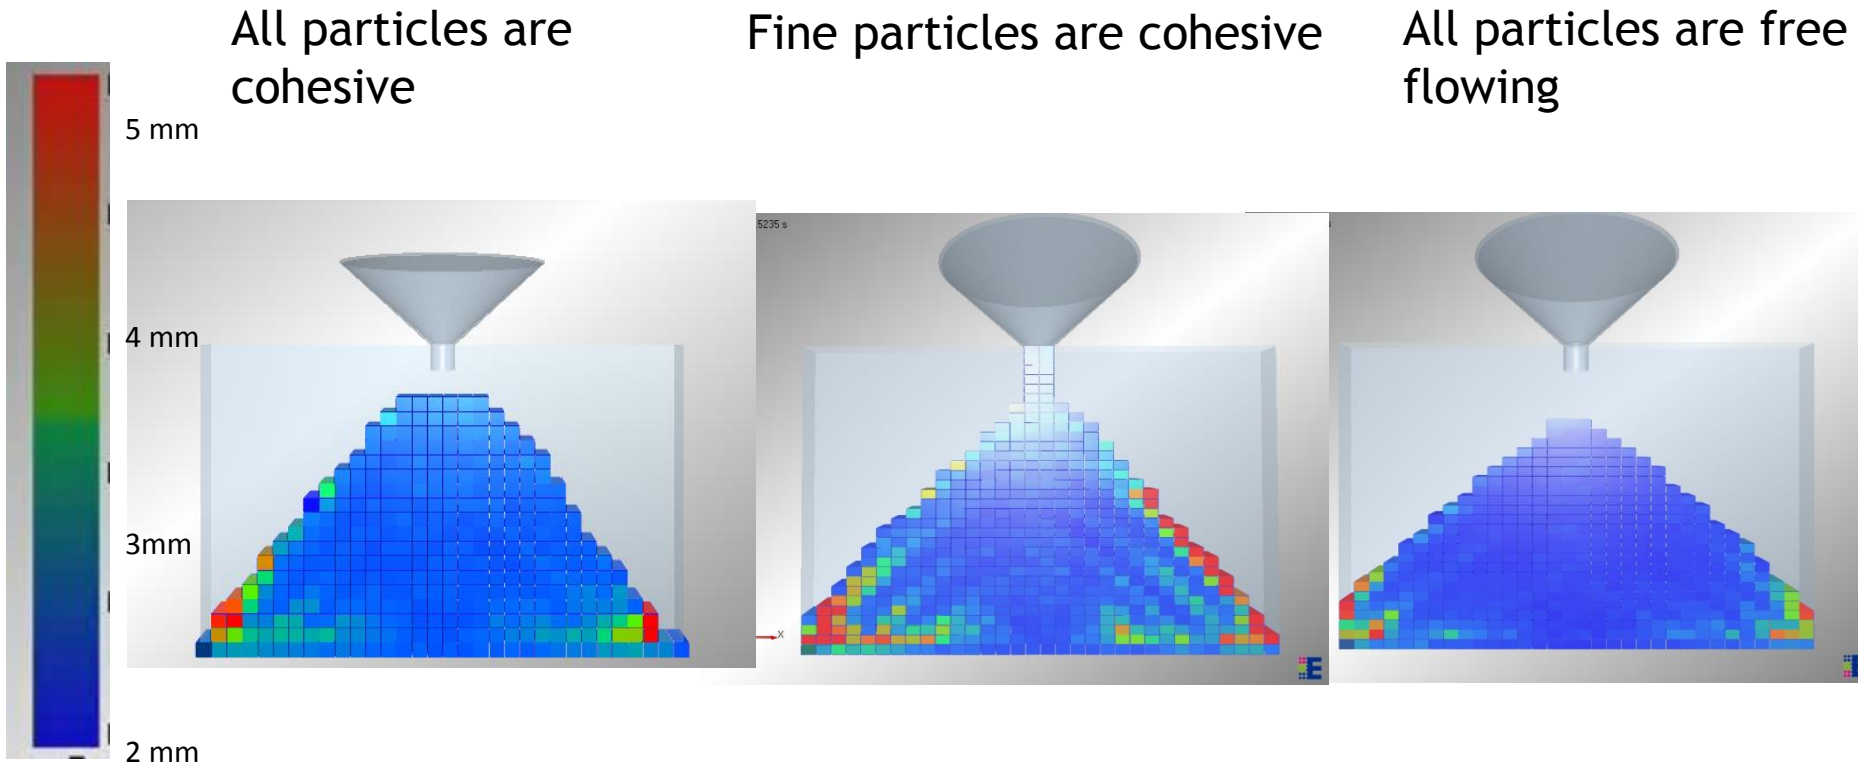 All particles are
cohesive
Fine particles are cohesive
All particles are free
flowing
5 mm
4 mm
3mm
2 mm
5235 s
x
E
E